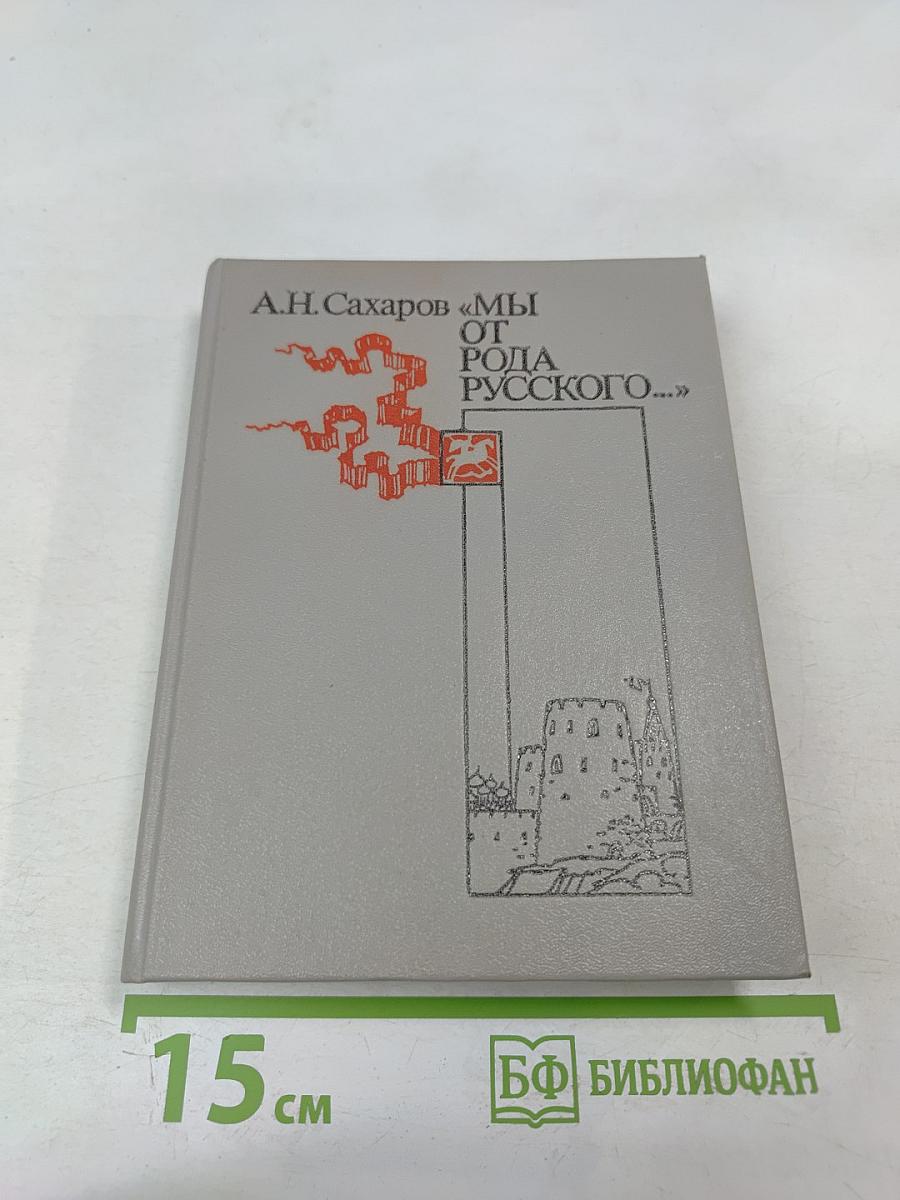 А.Н. Сахаров «МЫ
ОТ
РОДА
РУССКОГО...»
15 см
БФ БИБЛИОФАН